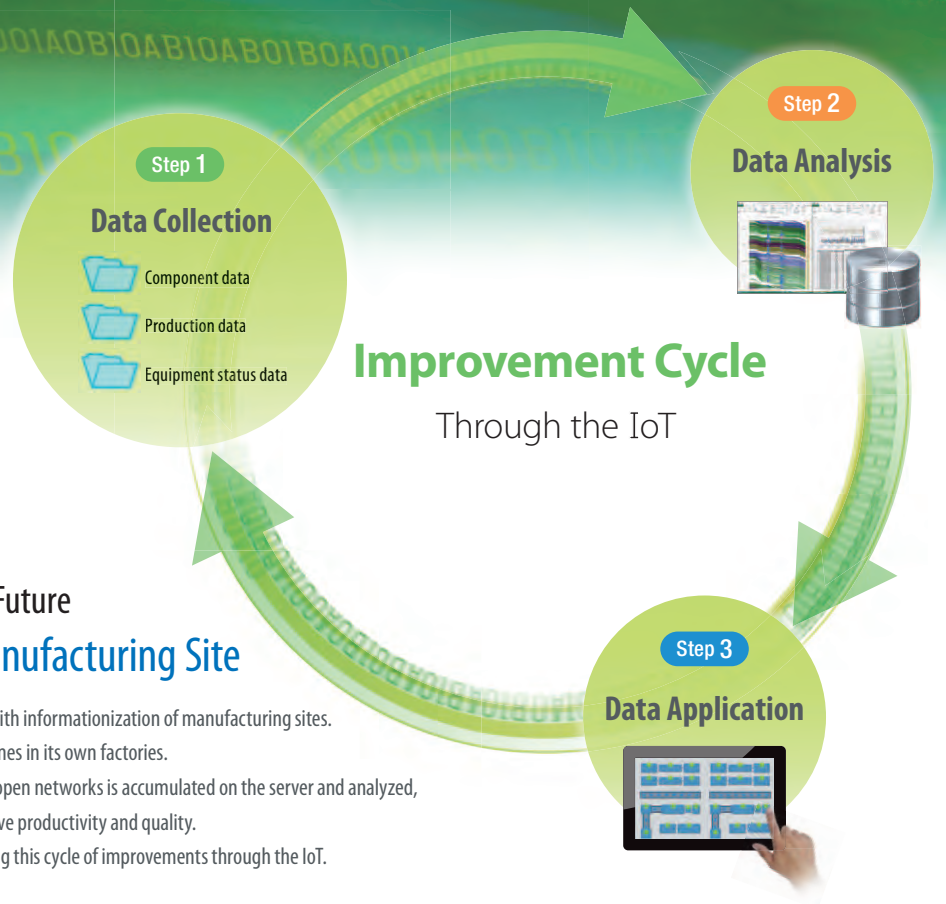 Step 1
Data Collection
Component data
Production data
Equipment status data
Step 2
Data Analysis
Improvement Cycle
Through the IoT
Step 3
Data Application
Future
nufacturing Site
ith informationization of manufacturing sites.
nes in its own factories.
open networks is accumulated on the server and analyzed,
ve productivity and quality.
g this cycle of improvements through the IoT.